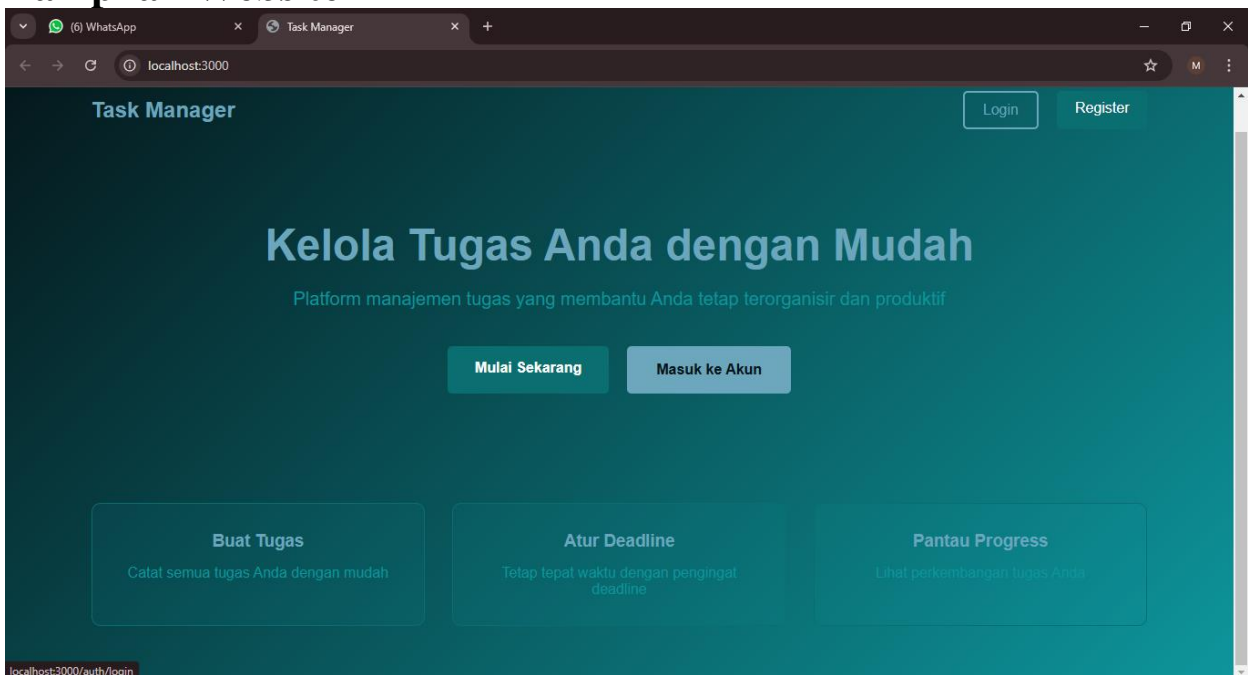 (6) WhatsApp
Task Manager
localhost:3000
M
Task Manager
Login
Register
Kelola Tugas Anda dengan Mudah
Platform manajemen tugas yang membantu Anda tetap terorganisir dan produktif
Mulai Sekarang
Masuk ke Akun
Buat Tugas
Catat semua tugas Anda dengan mudah
Atur Deadline
Tetap tepat waktu dengan pengingat
deadline
Pantau Progress
Lihat perkembangan tugas Anda
localhost:3000/auth/login